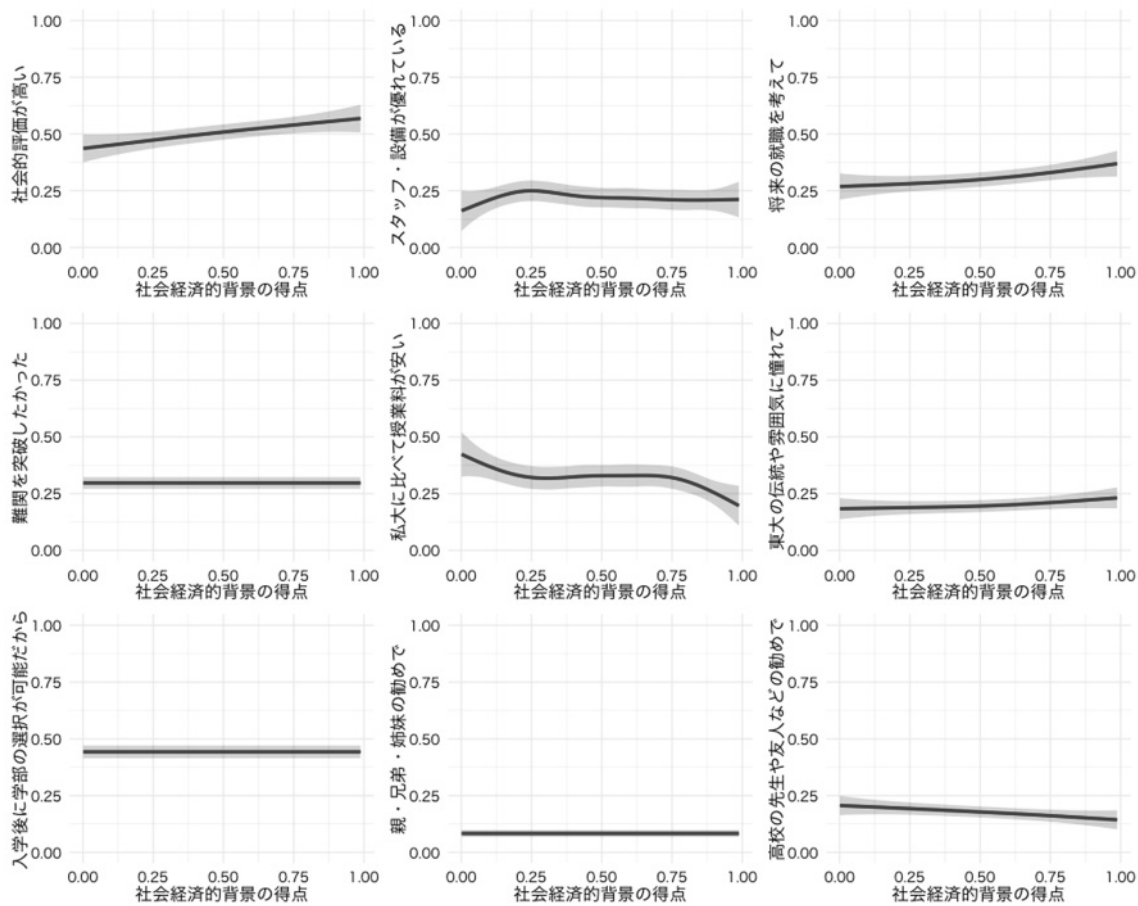 社会的評価が高い
1.00
0.75
0.50
0.25
0.00
0.00 0.25 0.50 0.75 1.00
社会経済的背景の得点
スタッフ・設備が優れている
1.00
0.75
0.50
0.25
0.00
0.00 0.25 0.50 0.75 1.00
社会経済的背景の得点
将来の就職を考えて
1.00
0.75
0.50
0.25
0.00
0.00 0.25 0.50 0.75 1.00
社会経済的背景の得点
難関を突破したかった
1.00
0.75
0.50
0.25
0.00
0.00 0.25 0.50 0.75 1.00
社会経済的背景の得点
私大に比べて授業料が安い
1.00
0.75
0.50
0.25
0.00
0.00 0.25 0.50 0.75 1.00
社会経済的背景の得点
東大の伝統や雰囲気に憧れて
1.00
0.75
0.50
0.25
0.00
0.00 0.25 0.50 0.75 1.00
社会経済的背景の得点
入学後に学部の選択が可能だから
1.00
0.75
0.50
0.25
0.00
0.00 0.25 0.50 0.75 1.00
社会経済的背景の得点
親・兄弟・姉妹の勧めで
1.00
0.75
0.50
0.25
0.00
0.00 0.25 0.50 0.75 1.00
社会経済的背景の得点
高校の先生や友人などの勧めで
1.00
0.75
0.50
0.25
0.00
0.00 0.25 0.50 0.75 1.00
社会経済的背景の得点